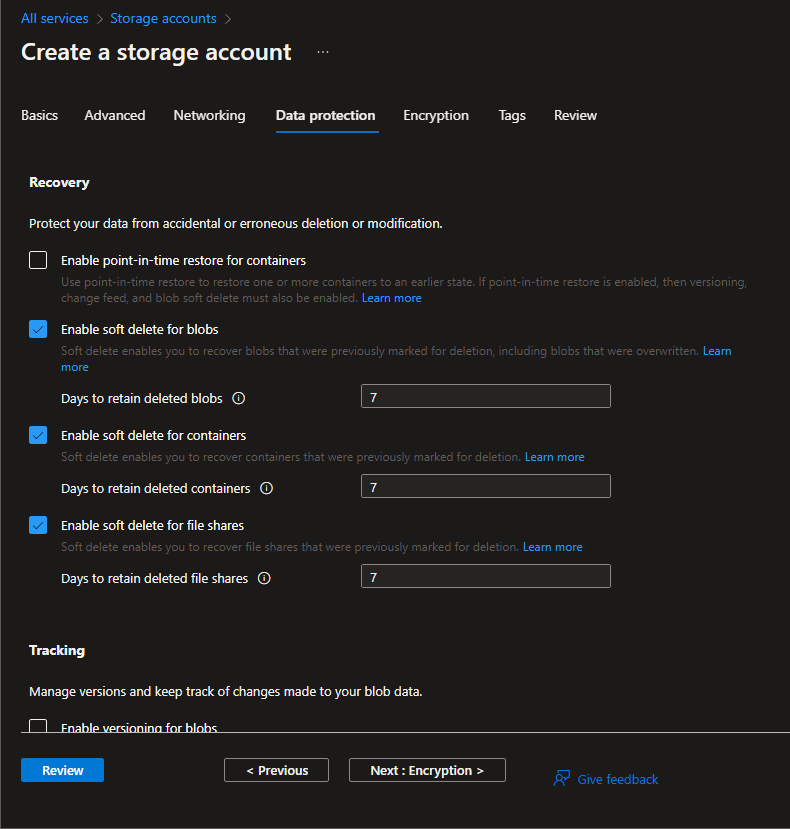 All services > Storage accounts >
Create a storage account ...
Basics Advanced Networking Data protection Encryption Tags Review
Recovery
Protect your data from accidental or erroneous deletion or modification.
Enable point-in-time restore for containers
Use point-in-time restore to restore one or more containers to an earlier state. If point-in-time restore is enabled, then versioning,
change feed, and blob soft delete must also be enabled. Learn more
Enable soft delete for blobs
Soft delete enables you to recover blobs that were previously marked for deletion, including blobs that were overwritten. Learn
more
Days to retain deleted blobs 7
Enable soft delete for containers
Soft delete enables you to recover containers that were previously marked for deletion. Learn more
Days to retain deleted containers 7
Enable soft delete for file shares
Soft delete enables you to recover file shares that were previously marked for deletion. Learn more
Days to retain deleted file shares 7
Tracking
Manage versions and keep track of changes made to your blob data.
Enable versioning for blobs
Review < Previous Next : Encryption > Give feedback